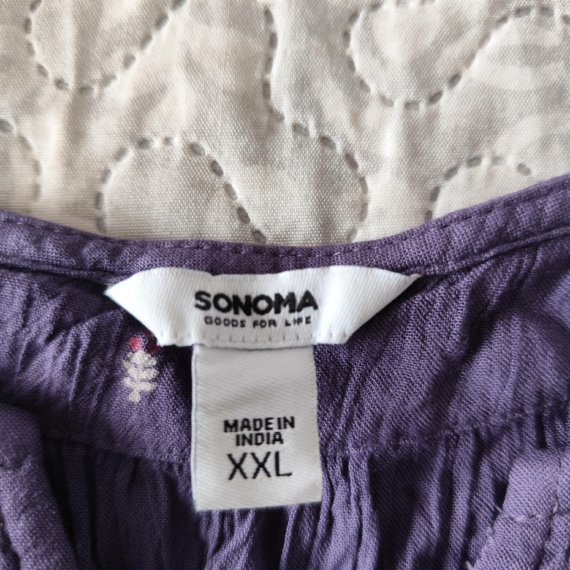 SONOMA
GOODS FOR LIFE
MADE IN
INDIA
XXL